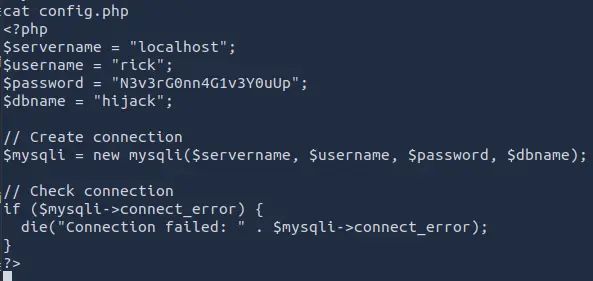 cat config.php
<?php
$servername = "localhost";
$username = "rick";
$password = "N3v3rG0nn4G1v3Y0uUp";
$dbname = "hijack";

// Create connection
$mysqli = new mysqli($servername, $username, $password, $dbname);

// Check connection
if ($mysqli->connect_error) {
  die("Connection failed: " . $mysqli->connect_error);
}
?>